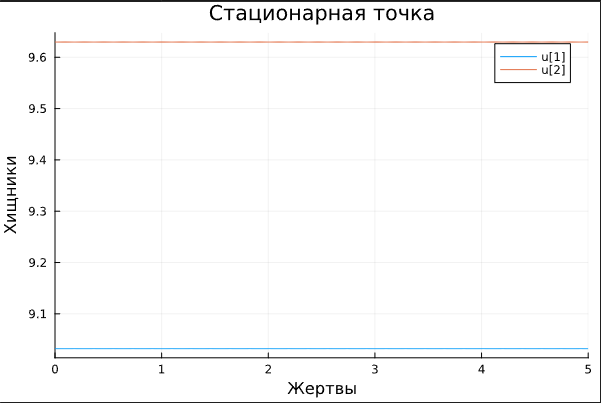 Стационарная точка
9.6
9.5
9.4
9.3
9.2
9.1
Хищники
u[1]
u[2]
0 1 2 3 4 5
Жертвы